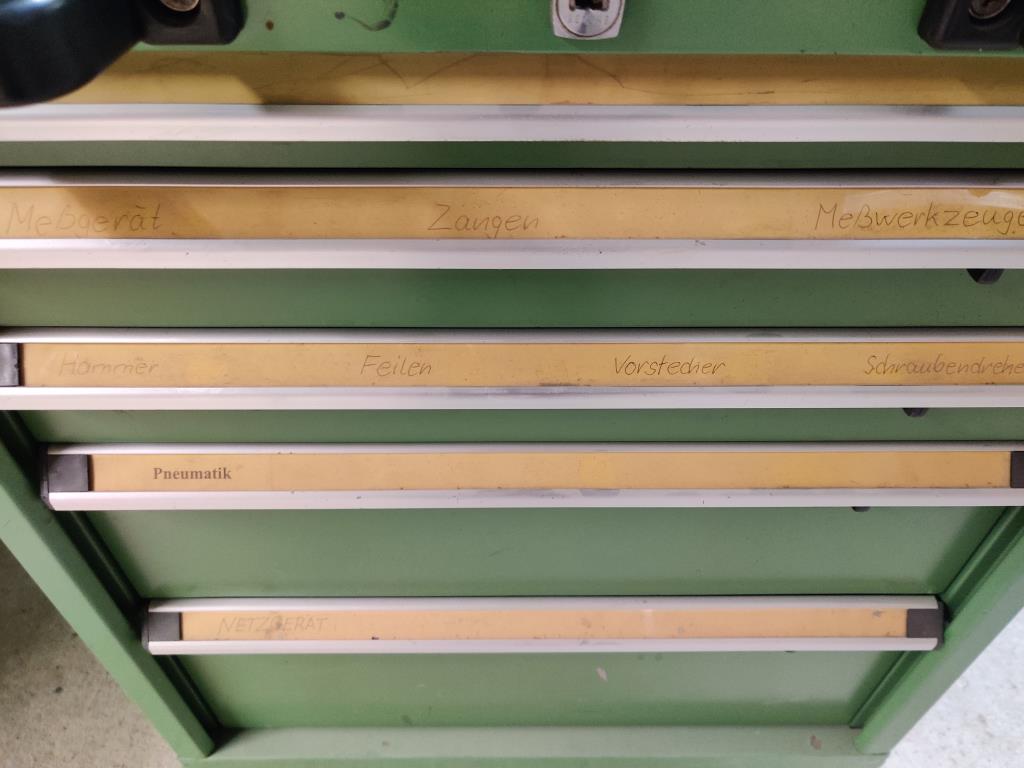 Meßgerät Zangen Meßwerkzeuge
Hammer Feilen Vorstecher Schraubendreher
Pneumatik
NETZGERÄT